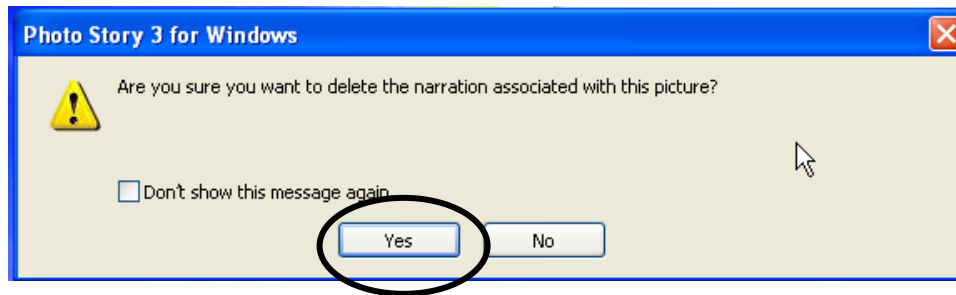 Photo Story 3 for Windows
Are you sure you want to delete the narration associated with this picture?
Don't show this message again
Yes No